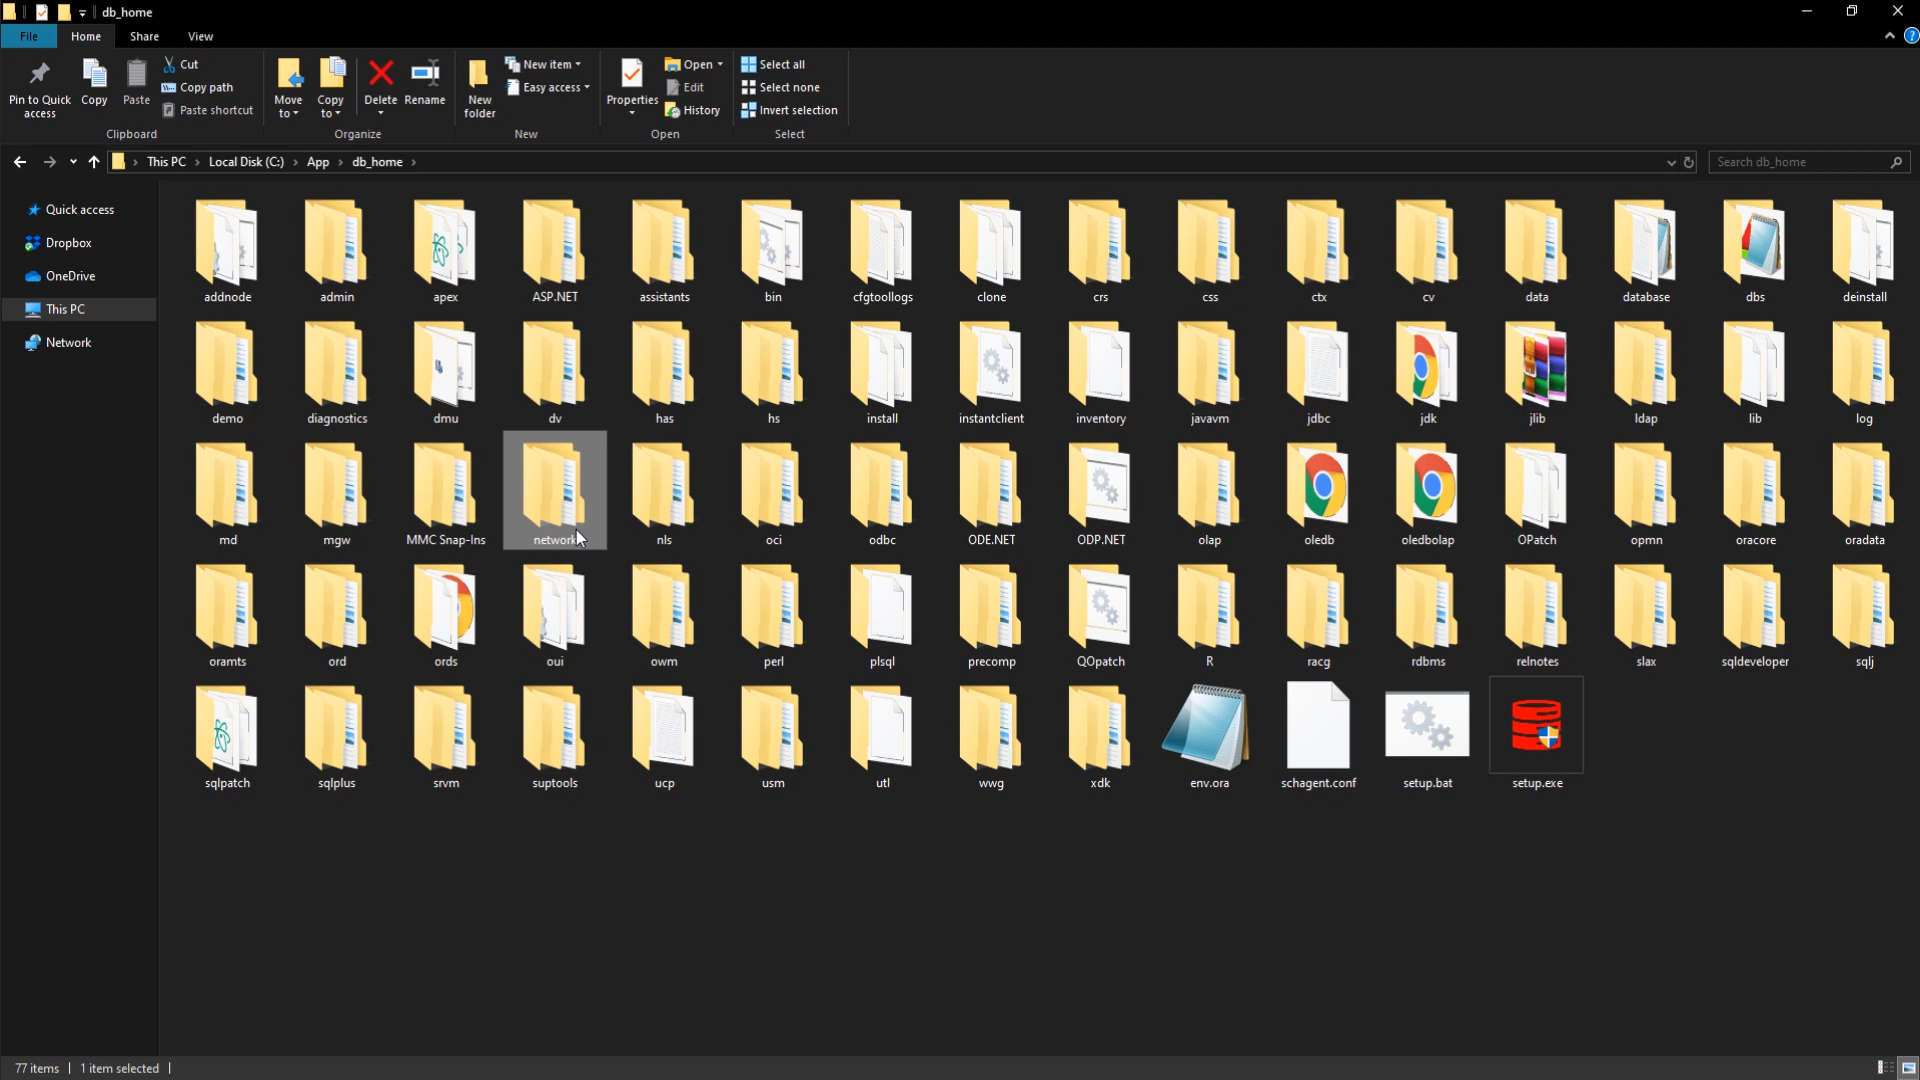 db_home
File Home Share View
Pin to Quick access
Copy
Paste
Cut
Copy path
Paste shortcut
Clipboard
Move to
Copy to
Delete
Rename
Organize
New folder
New item
Easy access
New
Properties
Open
Edit
History
Open
Select all
Select none
Invert selection
Select
This PC > Local Disk (C:) > App > db_home >
Search db_home
Quick access
Dropbox
OneDrive
This PC
Network
addnode admin apex ASP.NET assistants bin cfgtoollogs clone crs css ctx cv data database dbs deinstall
demo diagnostics dmu dv has hs install instantclient inventory javavm jdbc jdk jlib ldap lib log
md mgw MMC Snap-Ins network nls oci odbc ODE.NET ODP.NET olap oledb oledbolap OPatch opmn oracore oradata
oramts ord ords oui owm perl plsql precomp QOpatch R racg rdbms relnotes slax sqldeveloper sqlj
sqlpatch sqlplus srvm suptools ucp usm utl wwg xdk env.ora schagent.conf setup.bat setup.exe
77 items 1 item selected